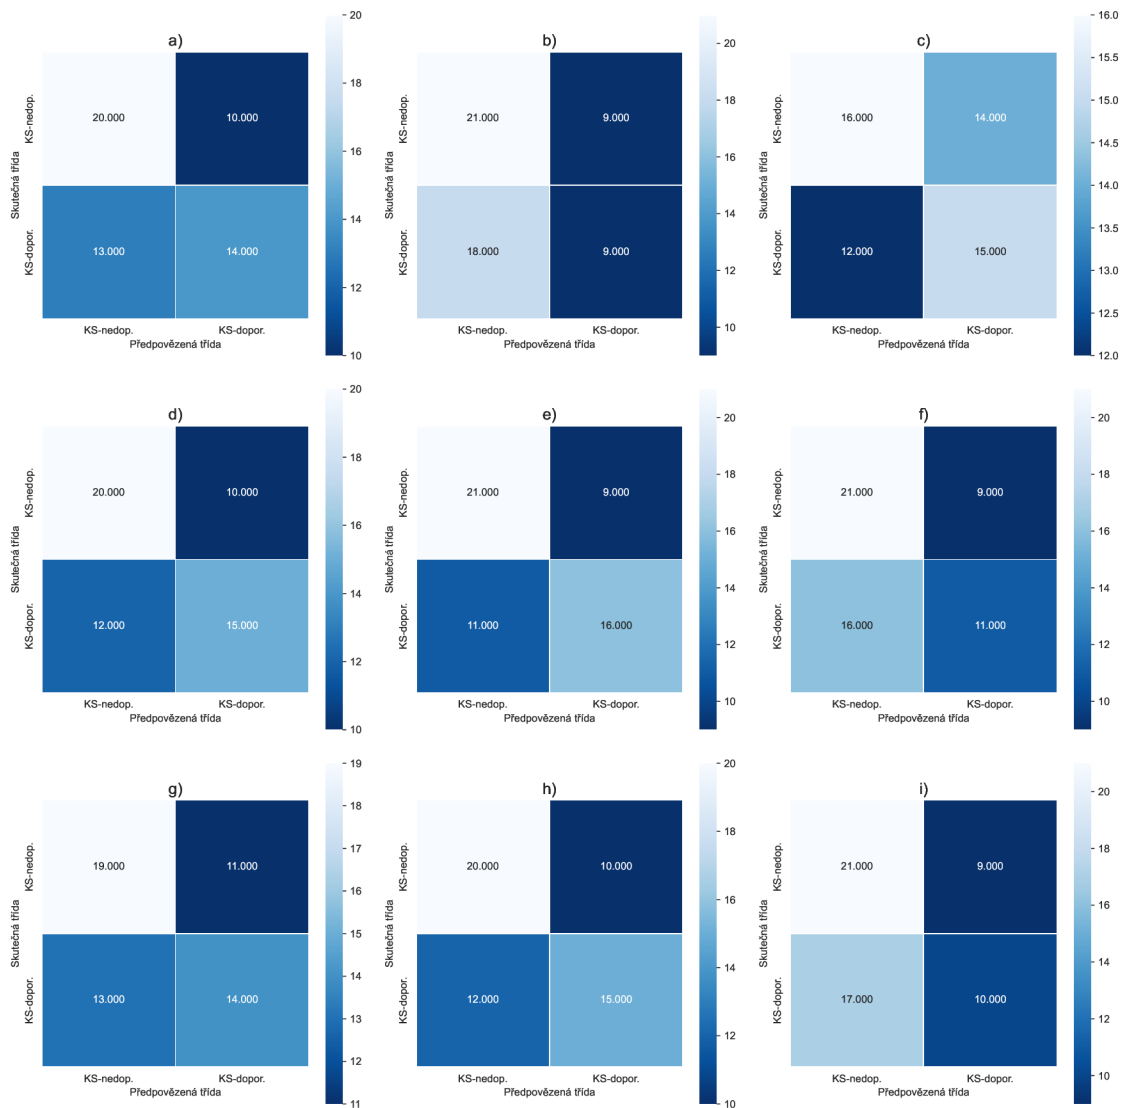 a)
20.000
10.000
13.000
14.000
KS-nedop.
KS-dopor.
Skutečná třída
KS-nedop.
KS-dopor.
Předpovězená třída
20
18
16
14
12
10
b)
21.000
9.000
18.000
9.000
KS-nedop.
KS-dopor.
Skutečná třída
KS-nedop.
KS-dopor.
Předpovězená třída
20
18
16
14
12
10
c)
16.000
14.000
12.000
15.000
KS-nedop.
KS-dopor.
Skutečná třída
KS-nedop.
KS-dopor.
Předpovězená třída
16.0
15.5
15.0
14.5
14.0
13.5
13.0
12.5
12.0
d)
20.000
10.000
12.000
15.000
KS-nedop.
KS-dopor.
Skutečná třída
KS-nedop.
KS-dopor.
Předpovězená třída
20
18
16
14
12
10
e)
21.000
9.000
11.000
16.000
KS-nedop.
KS-dopor.
Skutečná třída
KS-nedop.
KS-dopor.
Předpovězená třída
20
18
16
14
12
10
f)
21.000
9.000
16.000
11.000
KS-nedop.
KS-dopor.
Skutečná třída
KS-nedop.
KS-dopor.
Předpovězená třída
20
18
16
14
12
10
g)
19.000
11.000
13.000
14.000
KS-nedop.
KS-dopor.
Skutečná třída
KS-nedop.
KS-dopor.
Předpovězená třída
19
18
17
16
15
14
13
12
11
h)
20.000
10.000
12.000
15.000
KS-nedop.
KS-dopor.
Skutečná třída
KS-nedop.
KS-dopor.
Předpovězená třída
20
18
16
14
12
10
i)
21.000
9.000
17.000
10.000
KS-nedop.
KS-dopor.
Skutečná třída
KS-nedop.
KS-dopor.
Předpovězená třída
20
18
16
14
12
10